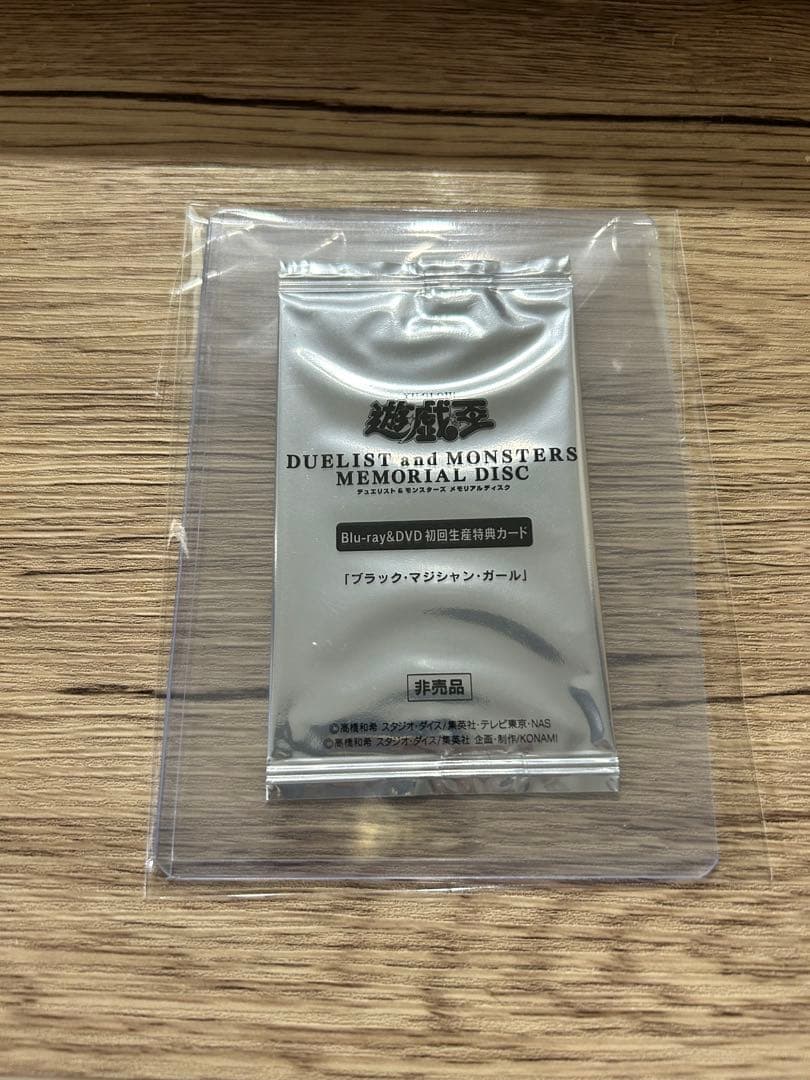 遊戯王
DUELIST and MONSTERS
MEMORIAL DISC
デュエリスト&モンスターズ メモリアルディスク
Blu-ray&DVD 初回生産特典カード
「ブラック・マジシャン・ガール」
非売品
©高橋和希 スタジオ・ダイス/集英社・テレビ東京・NAS
©高橋和希 スタジオ・ダイス/集英社 企画・制作/KONAMI